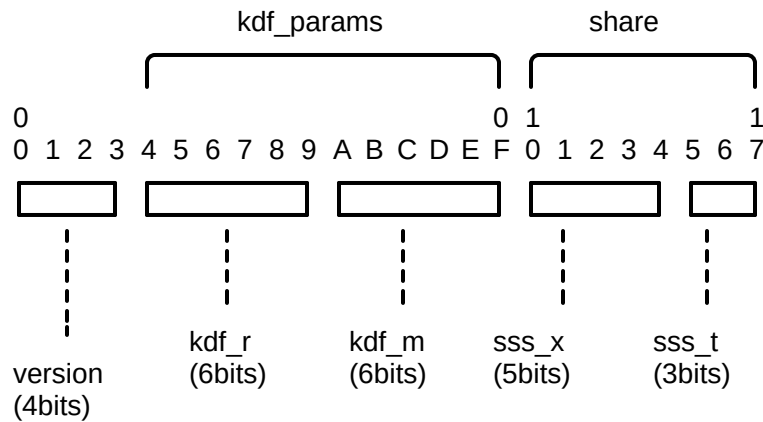 kdf_params share
0 0 1 1
0 1 2 3 4 5 6 7 8 9 A B C D E F 0 1 2 3 4 5 6 7
kdf_r kdf_m sss_x sss_t
(6bits) (6bits) (5bits) (3bits)
version
(4bits)